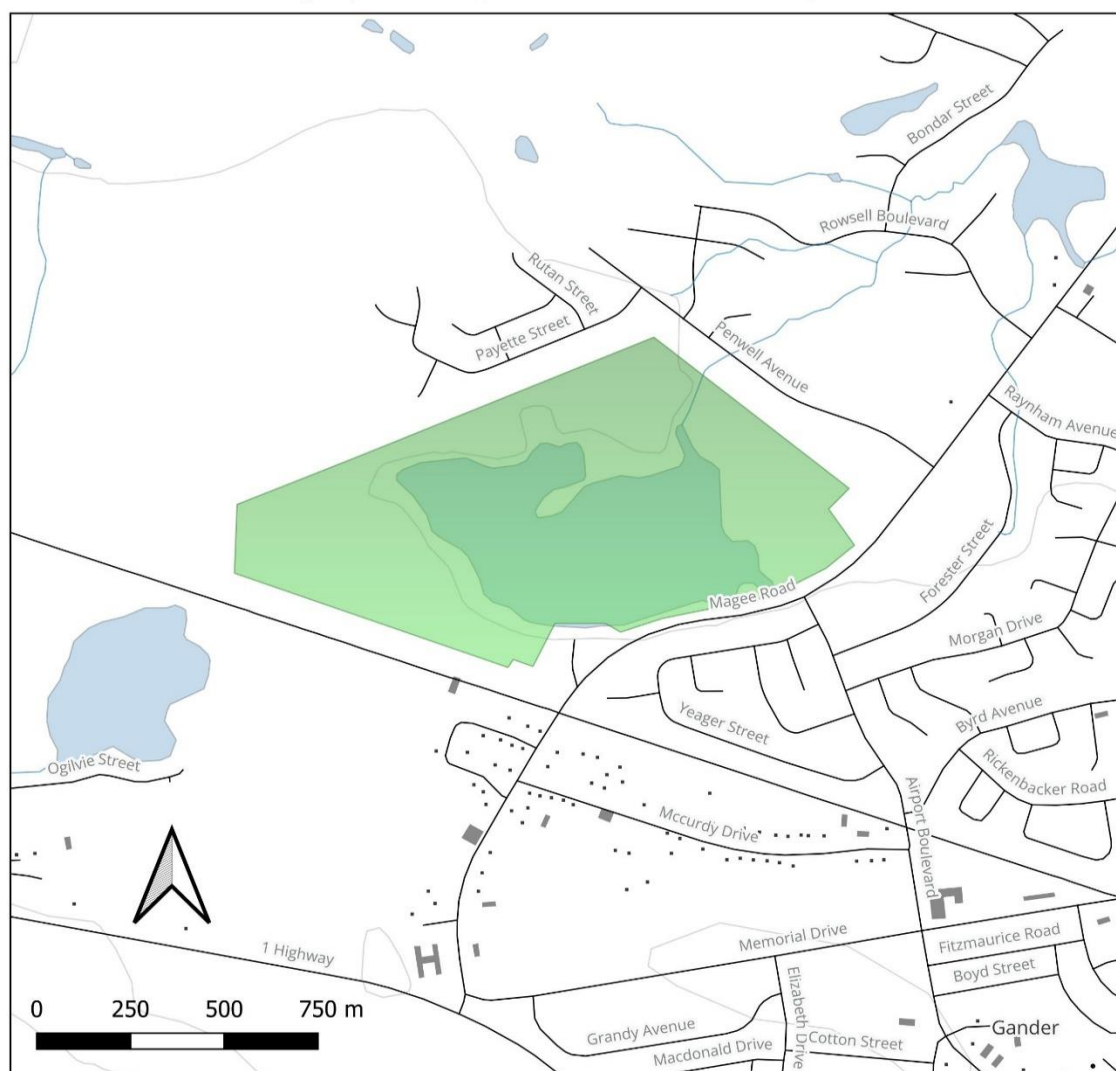 Bondar Street
Rowsell Boulevard
Rutan Street
Payette Street
Penwell Avenue
Raynham Avenue
Forester Street
Magee Road
Morgan Drive
Yeager Street
Byrd Avenue
Rickenbacker Road
Ogilvie Street
Airport Boulevard
Mccurdy Drive
1 Highway
Memorial Drive
Fitzmaurice Road
Boyd Street
Elizabeth Drive
0 250 500 750 m
Grandy Avenue
Gander
Cotton Street
Macdonald Drive